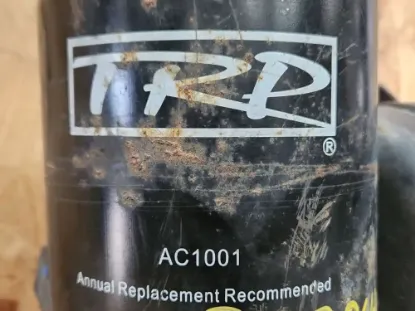 TRP
®
AC1001
Annual Replacement Recommended